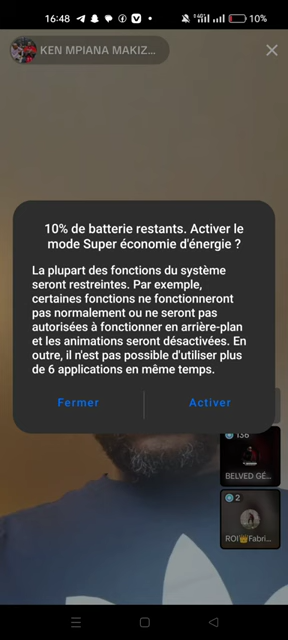 16:48
10%
KEN MPIANA MAKIZ...
10% de batterie restants. Activer le
mode Super économie d'énergie ?
La plupart des fonctions du système
seront restreintes. Par exemple,
certaines fonctions ne fonctionneront
pas normalement ou ne seront pas
autorisées à fonctionner en arrière-plan
et les animations seront désactivées. En
outre, il n'est pas possible d'utiliser plus
de 6 applications en même temps.
Fermer
Activer
136
BELVED GÉ...
2
ROI👑Fabri...